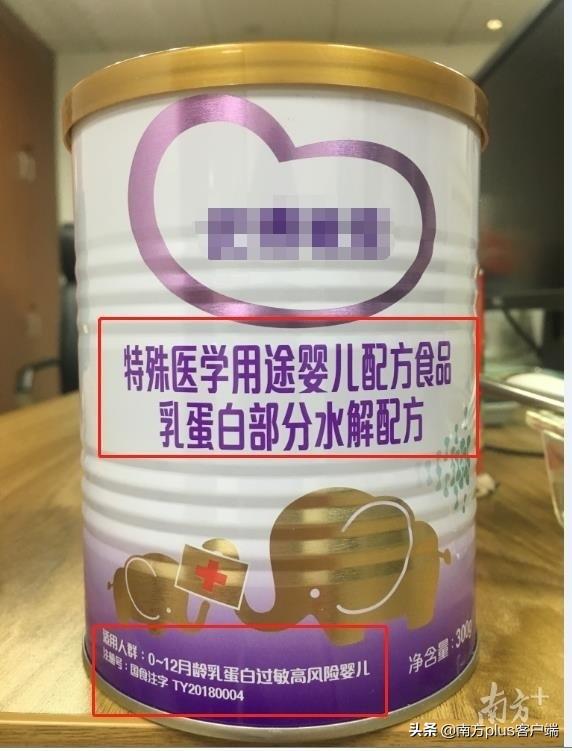 特殊医学用途婴儿配方食品
乳蛋白部分水解配方
适用人群：0~12月龄乳蛋白过敏高风险婴儿
注册号：国食注字 TY20180004
净含量：300g
南方+
头条 @南方plus客户端